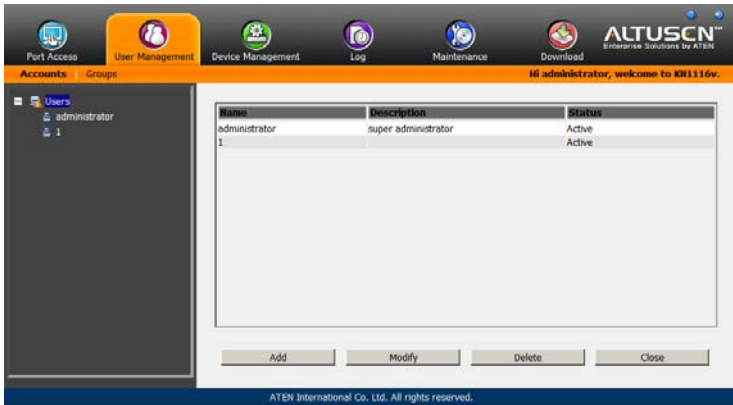 ALTUSEN™
Enterprise Solutions by ATEN
Port Access User Management Device Management Log Maintenance Download
Accounts Groups Hi administrator, welcome to KN1116v.
Users
administrator
1
Name Description Status
administrator super administrator Active
1 Active
Add Modify Delete Close
ATEN International Co. Ltd. All rights reserved.